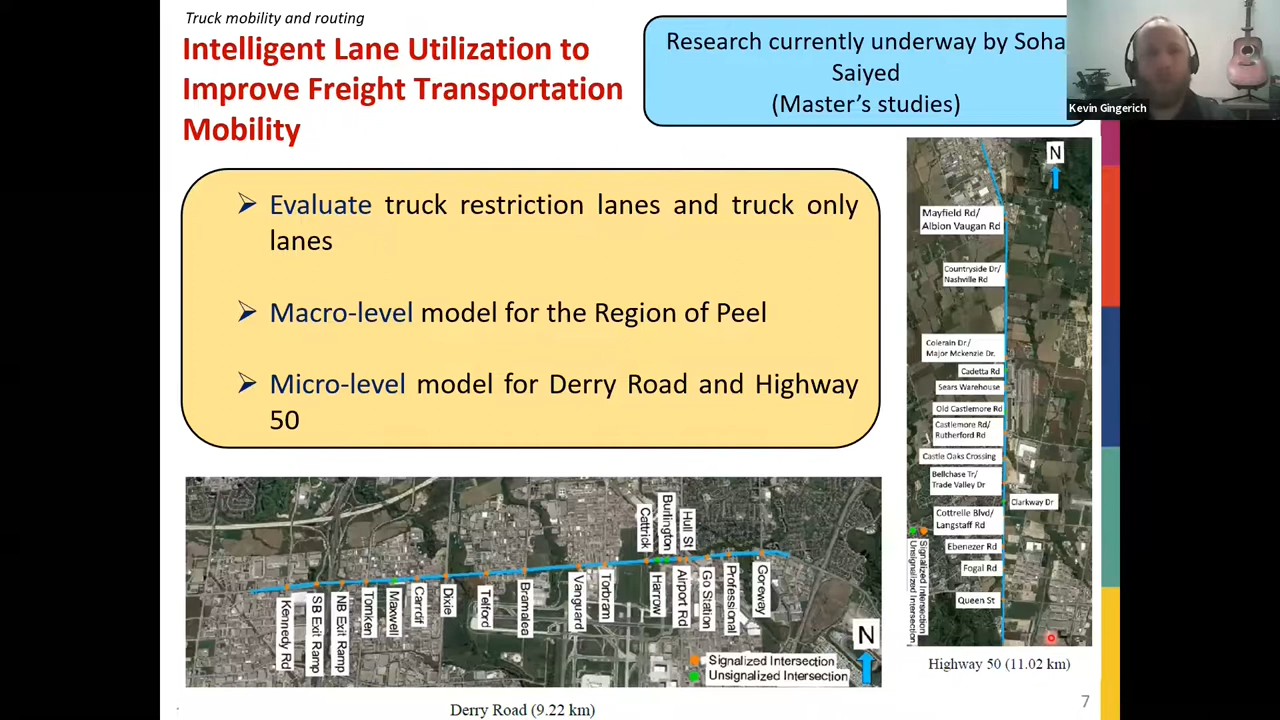 Truck mobility and routing
Intelligent Lane Utilization to
Improve Freight Transportation
Mobility
Research currently underway by Soha
Saiyed
(Master's studies)
Kevin Gingerich
Evaluate truck restriction lanes and truck only
lanes
Macro-level model for the Region of Peel
Micro-level model for Derry Road and Highway
50
N
Mayfield Rd/
Albion Vaugan Rd
Countryside Dr/
Nashville Rd
Colerain Dr./
Major Mckenzie Dr.
Cadetta Rd
Sears Warehouse
Old Castlemore Rd
Castlemore Rd/
Rutherford Rd
Castle Oaks Crossing
Bellchase Tr/
Trade Valley Dr
Clarkway Dr
Cottrelle Blvd/
Langstaff Rd
Ebenezer Rd
Fogal Rd
Queen St
Signalized Intersection
Unsignalized Intersection
Highway 50 (11.02 km)
Kennedy Rd
SB Exit Ramp
NB Exit Ramp
Tomken
Maxwell
Cardiff
Dixie
Telford
Bramalea
Vanguard
Torbram
Cattrick
Harrow
Burlington
Airport Rd
Hull St
Go Station
Professional
Goreway
N
Signalized Intersection
Unsignalized Intersection
Derry Road (9.22 km)
7